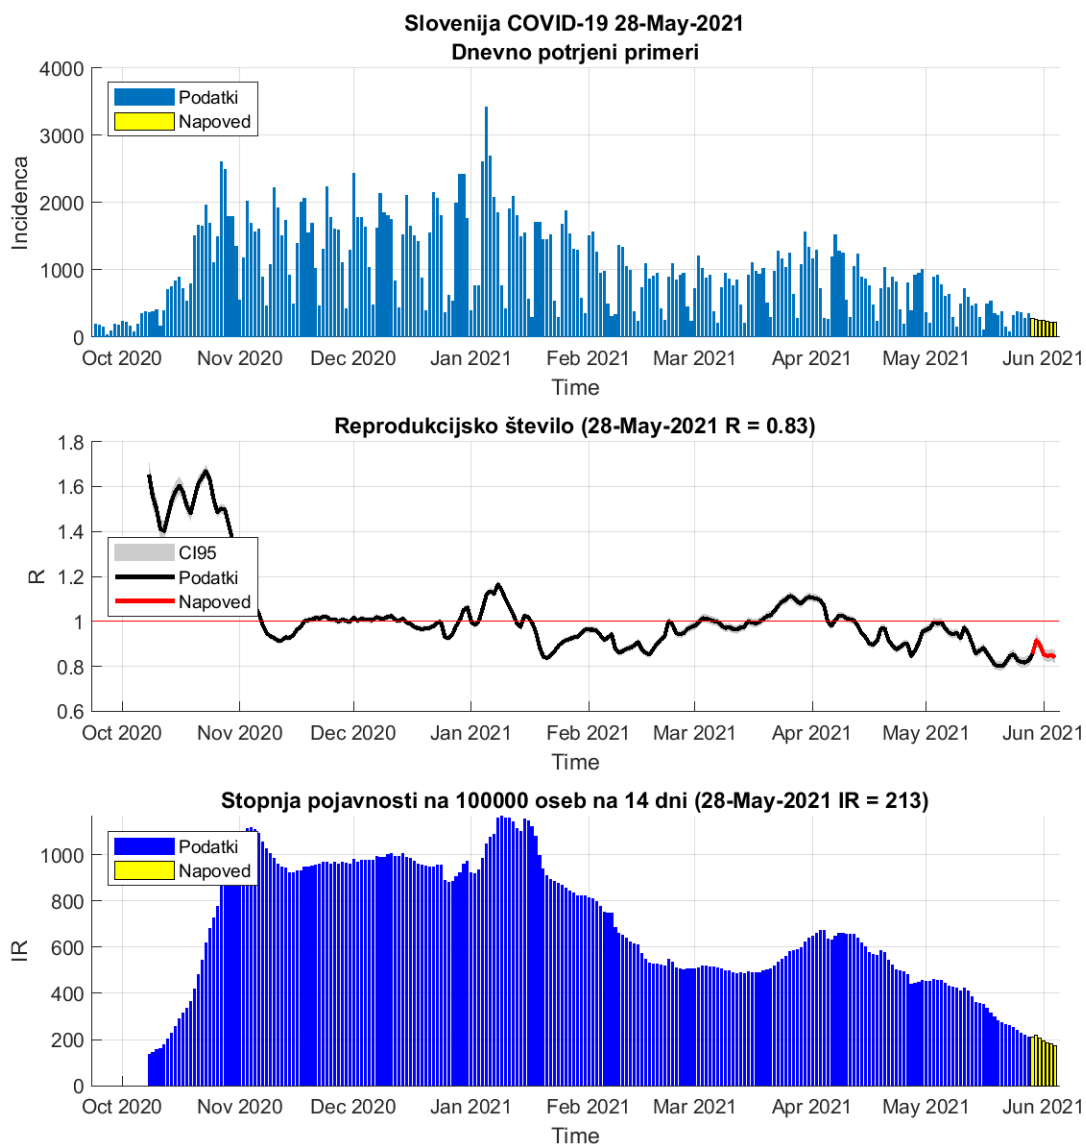 Slovenija COVID-19 28-May-2021
Dnevno potrjeni primeri
4000
3000
2000
1000
0
Incidenca
Podatki
Napoved
Oct 2020 Nov 2020 Dec 2020 Jan 2021 Feb 2021 Mar 2021 Apr 2021 May 2021 Jun 2021
Time
Reprodukcijsko število (28-May-2021 R = 0.83)
1.8
1.6
1.4
1.2
1
0.8
0.6
R
CI95
Podatki
Napoved
Oct 2020 Nov 2020 Dec 2020 Jan 2021 Feb 2021 Mar 2021 Apr 2021 May 2021 Jun 2021
Time
Stopnja pojavnosti na 100000 oseb na 14 dni (28-May-2021 IR = 213)
1000
800
600
400
200
0
IR
Podatki
Napoved
Oct 2020 Nov 2020 Dec 2020 Jan 2021 Feb 2021 Mar 2021 Apr 2021 May 2021 Jun 2021
Time